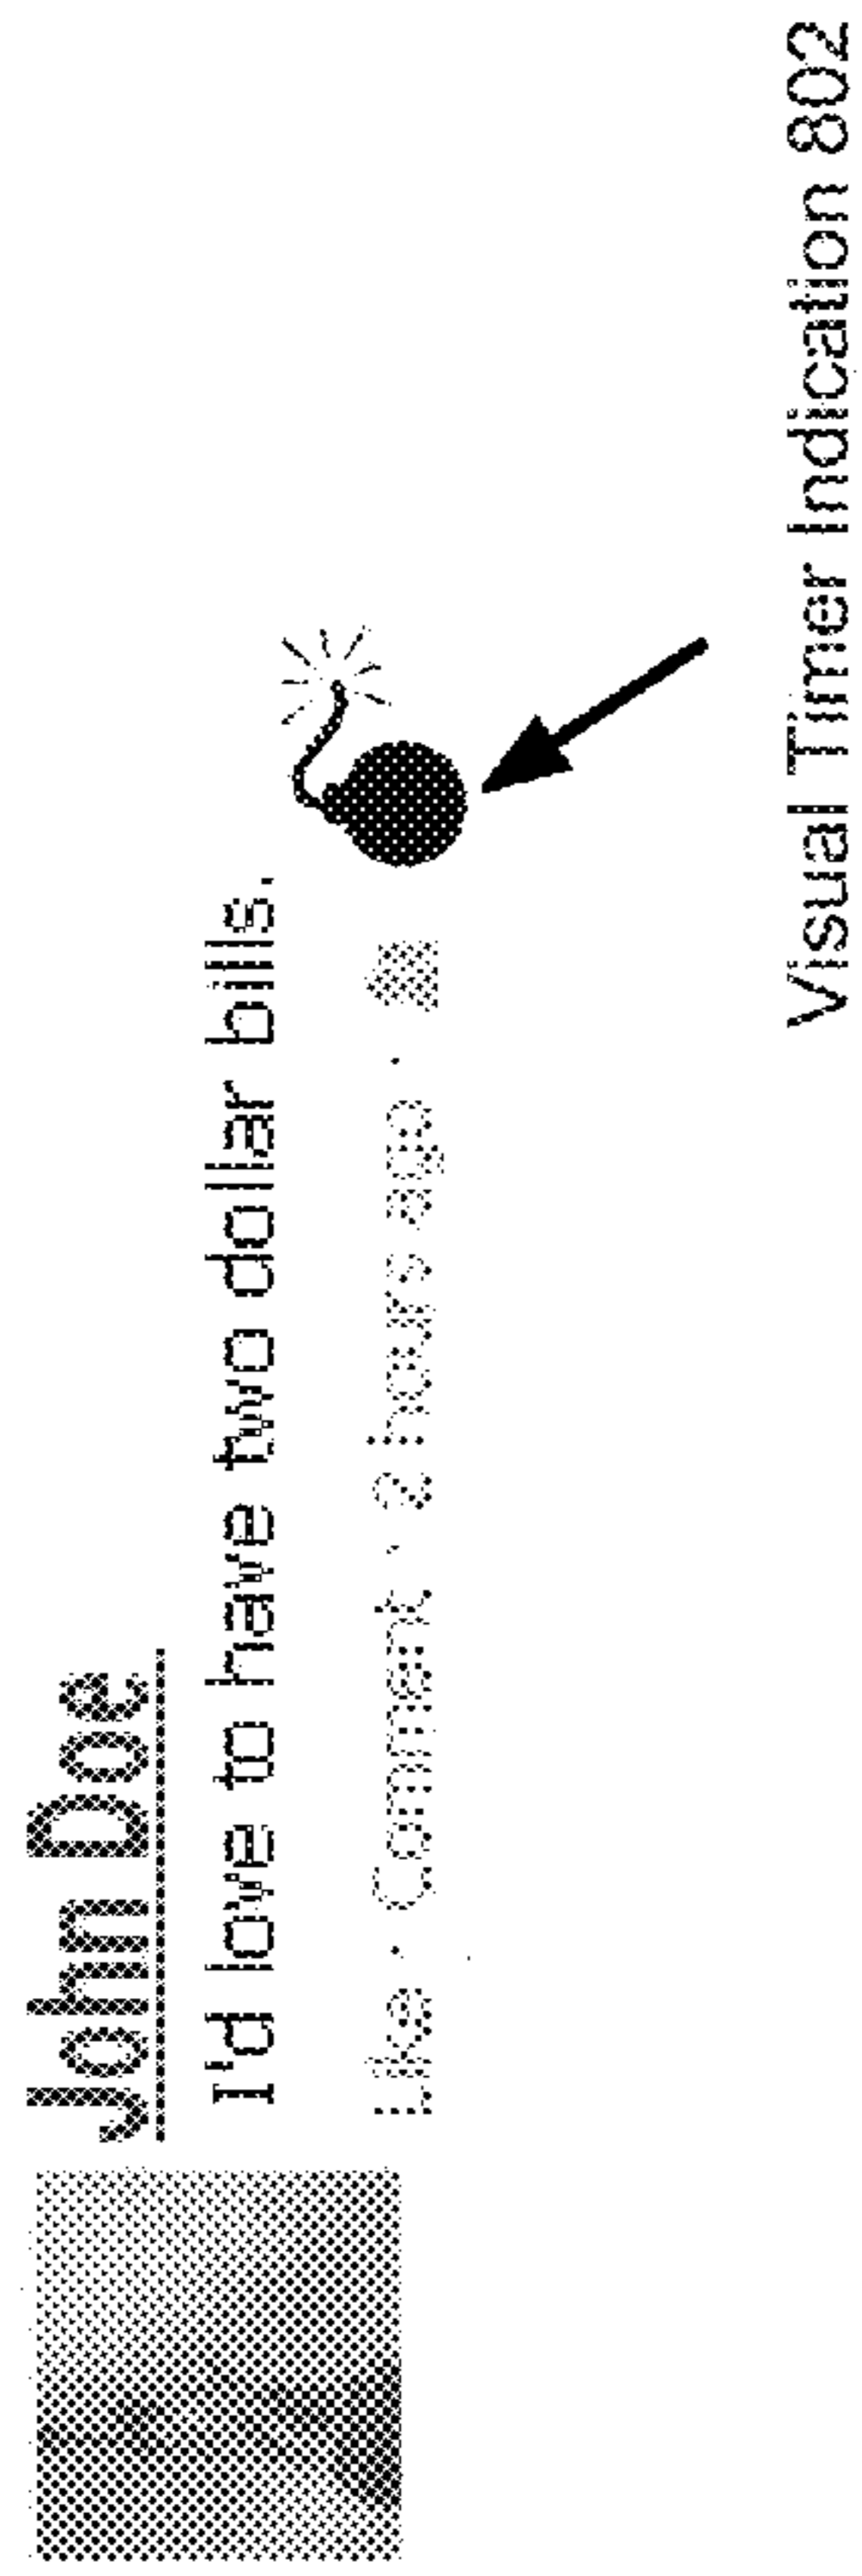 John Doe
I'd love to have two dollar bills.
Like · Comment · 2 hours ago ·
Visual Timer Indication 802